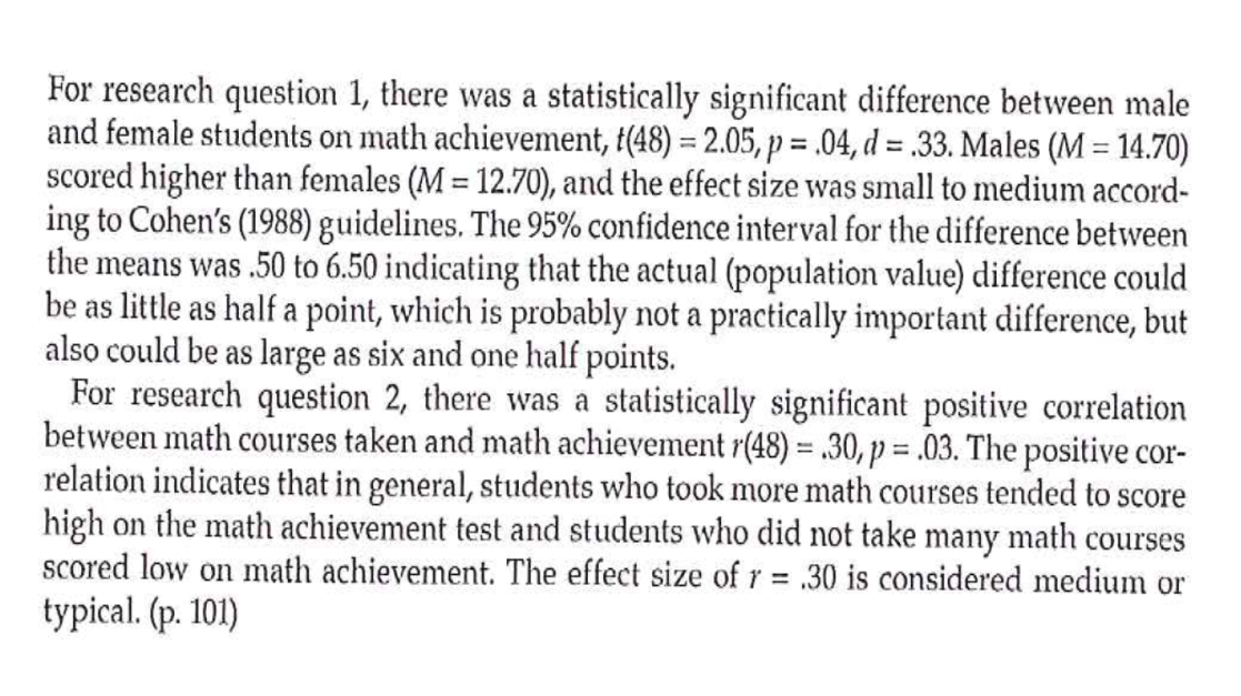 For research question 1, there was a statistically significant difference between male
and female students on math achievement, t(48) = 2.05, p = .04, d = .33. Males (M = 14.70)
scored higher than females (M = 12.70), and the effect size was small to medium accord-
ing to Cohen's (1988) guidelines. The 95% confidence interval for the difference between
the means was .50 to 6.50 indicating that the actual (population value) difference could
be as little as half a point, which is probably not a practically important difference, but
also could be as large as six and one half points.
For research question 2, there was a statistically significant positive correlation
between math courses taken and math achievement r(48) = .30, p = .03. The positive cor-
relation indicates that in general, students who took more math courses tended to score
high on the math achievement test and students who did not take many math courses
scored low on math achievement. The effect size of r = .30 is considered medium or
typical. (p. 101)